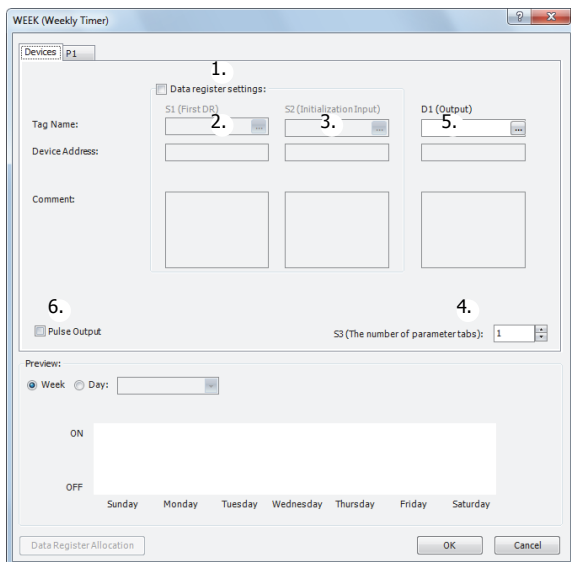 WEEK (Weekly Timer)
Devices P1
1.
Data register settings:
S1 (First DR) S2 (Initialization Input) D1 (Output)
Tag Name: 2. ... 3. ... 5. ...
Device Address:
Comment:
6. 4.
Pulse Output S3 (The number of parameter tabs): 1
Preview:
Week Day:
ON
OFF
Sunday Monday Tuesday Wednesday Thursday Friday Saturday
Data Register Allocation OK Cancel